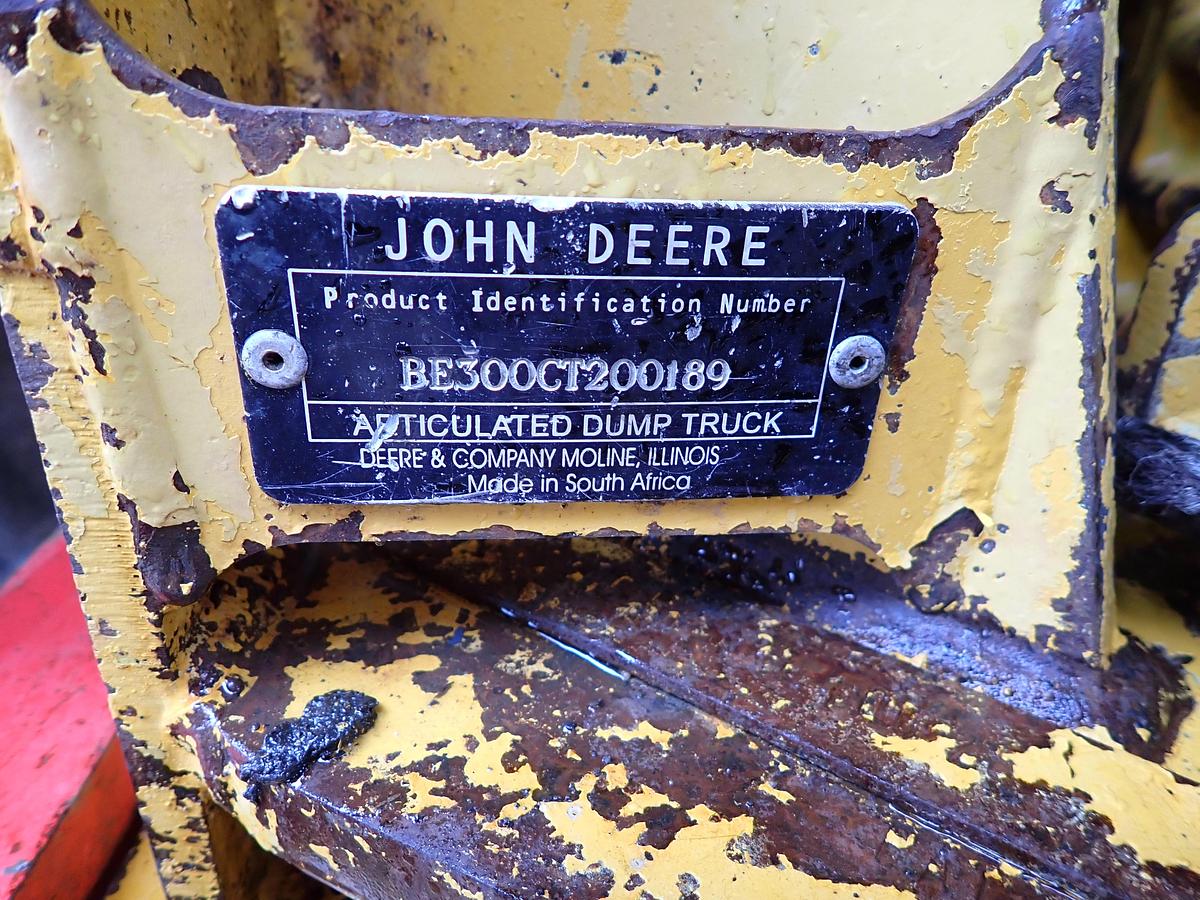 JOHN DEERE
Product Identification Number
BE300CT200189
ARTICULATED DUMP TRUCK
DEERE & COMPANY MOLINE, ILLINOIS
Made in South Africa